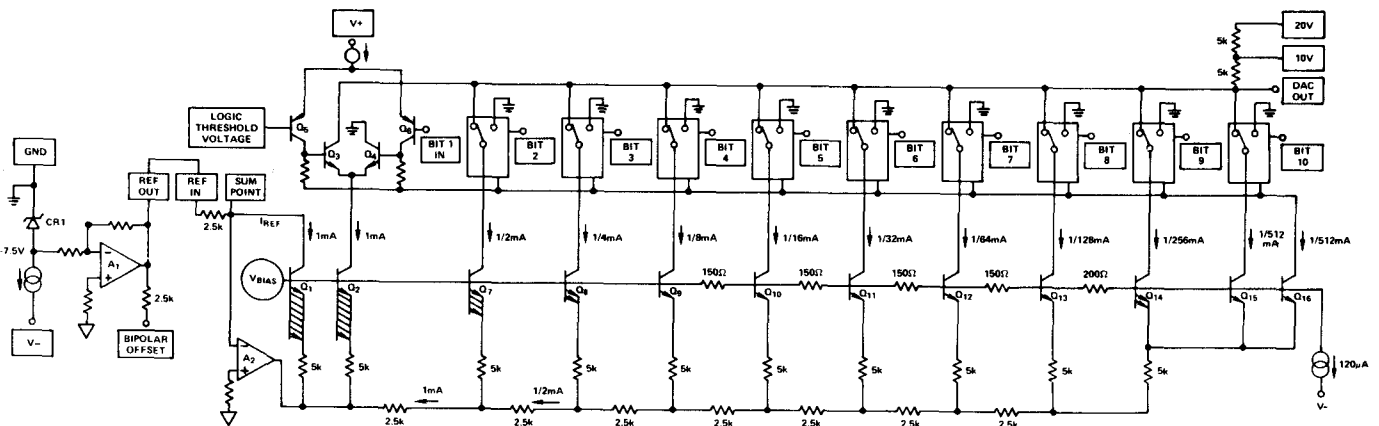 V+
20V
5k
10V
5k
DAC OUT
LOGIC THRESHOLD VOLTAGE
Q5
Q3
Q4
Q6
BIT 1 IN
BIT 2
BIT 3
BIT 4
BIT 5
BIT 6
BIT 7
BIT 8
BIT 9
BIT 10
GND
REF OUT
REF IN
SUM POINT
CR1
2.5k
IREF
-7.5V
A1
1mA
1mA
1/2mA
1/4mA
1/8mA
1/16mA
1/32mA
1/64mA
1/128mA
1/256mA
1/512 mA
1/512mA
VBIAS
150Ω
150Ω
150Ω
150Ω
200Ω
Q1
Q2
Q7
Q8
Q9
Q10
Q11
Q12
Q13
Q14
Q15
Q16
2.5k
V−
BIPOLAR OFFSET
A2
5k
5k
5k
5k
5k
5k
5k
5k
5k
5k
120µA
V-
1mA
1/2mA
2.5k
2.5k
2.5k
2.5k
2.5k
2.5k
2.5k